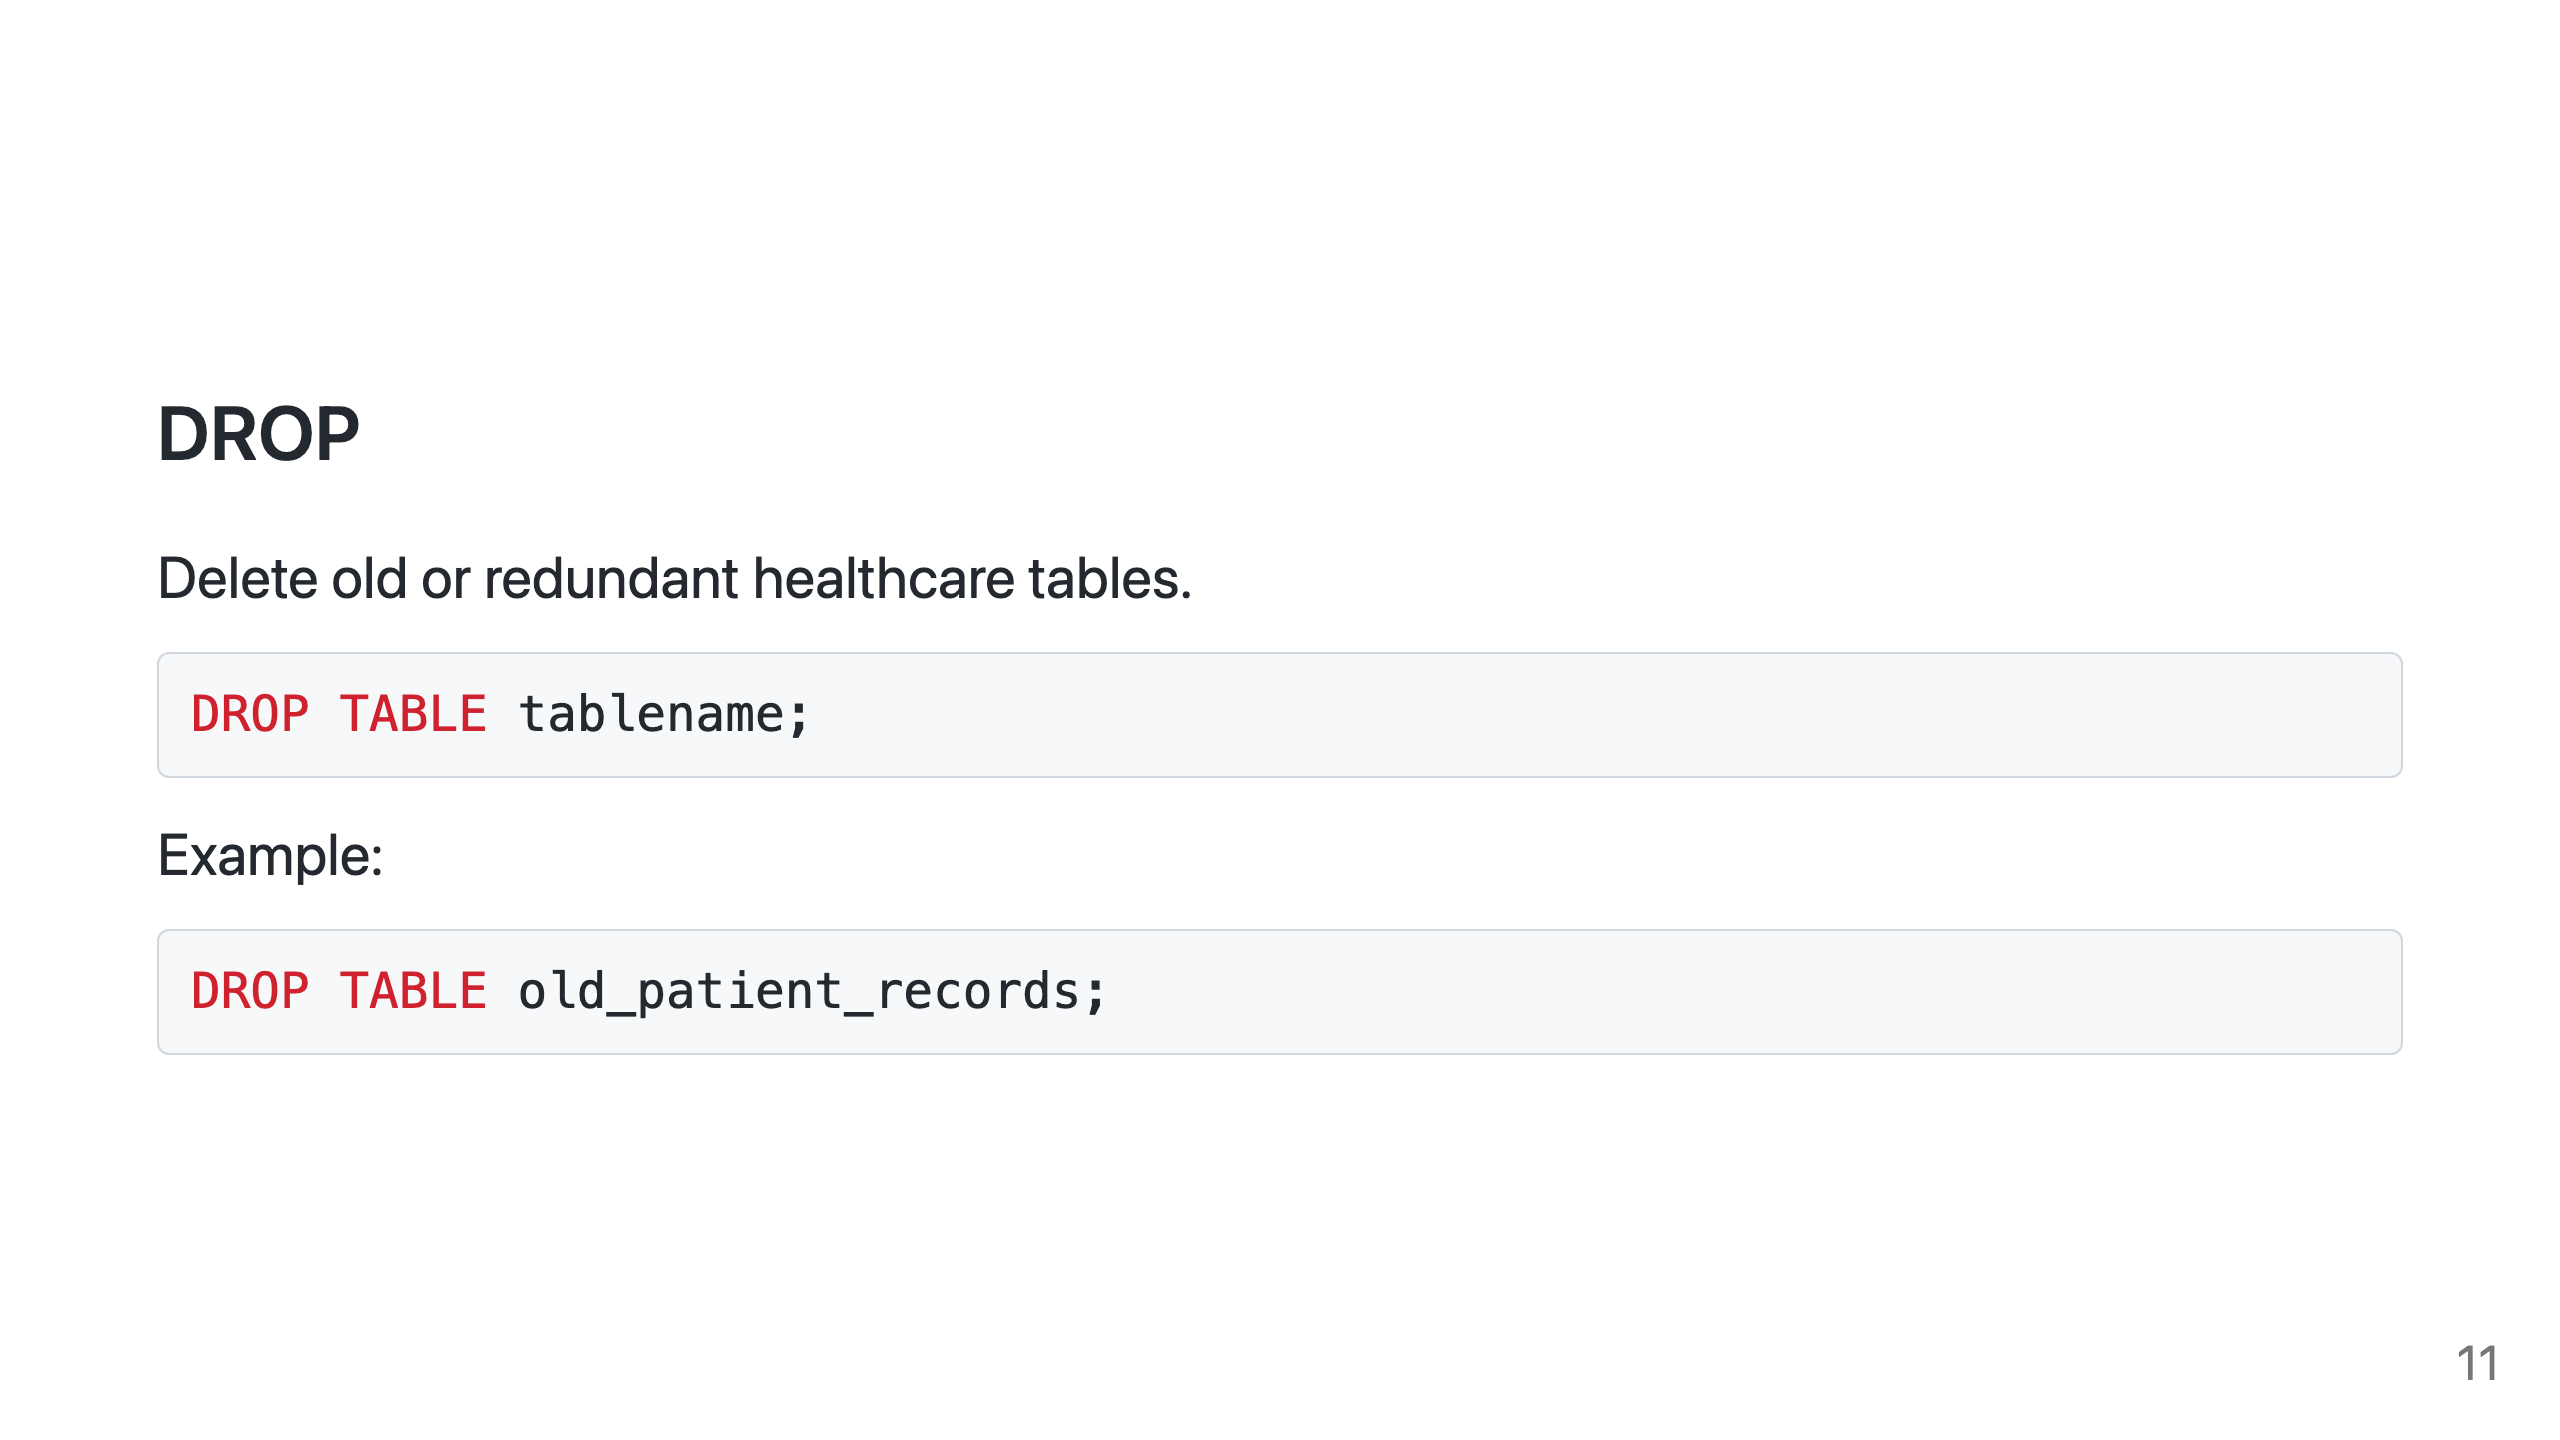 DROP
Delete old or redundant healthcare tables.
DROP TABLE tablename;
Example:
DROP TABLE old_patient_records;
11